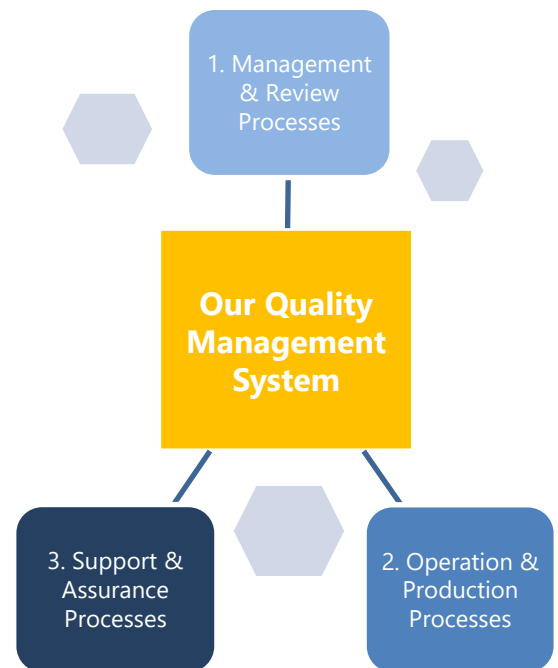 1. Management
& Review
Processes
Our Quality
Management
System
3. Support &
Assurance
Processes
2. Operation &
Production
Processes